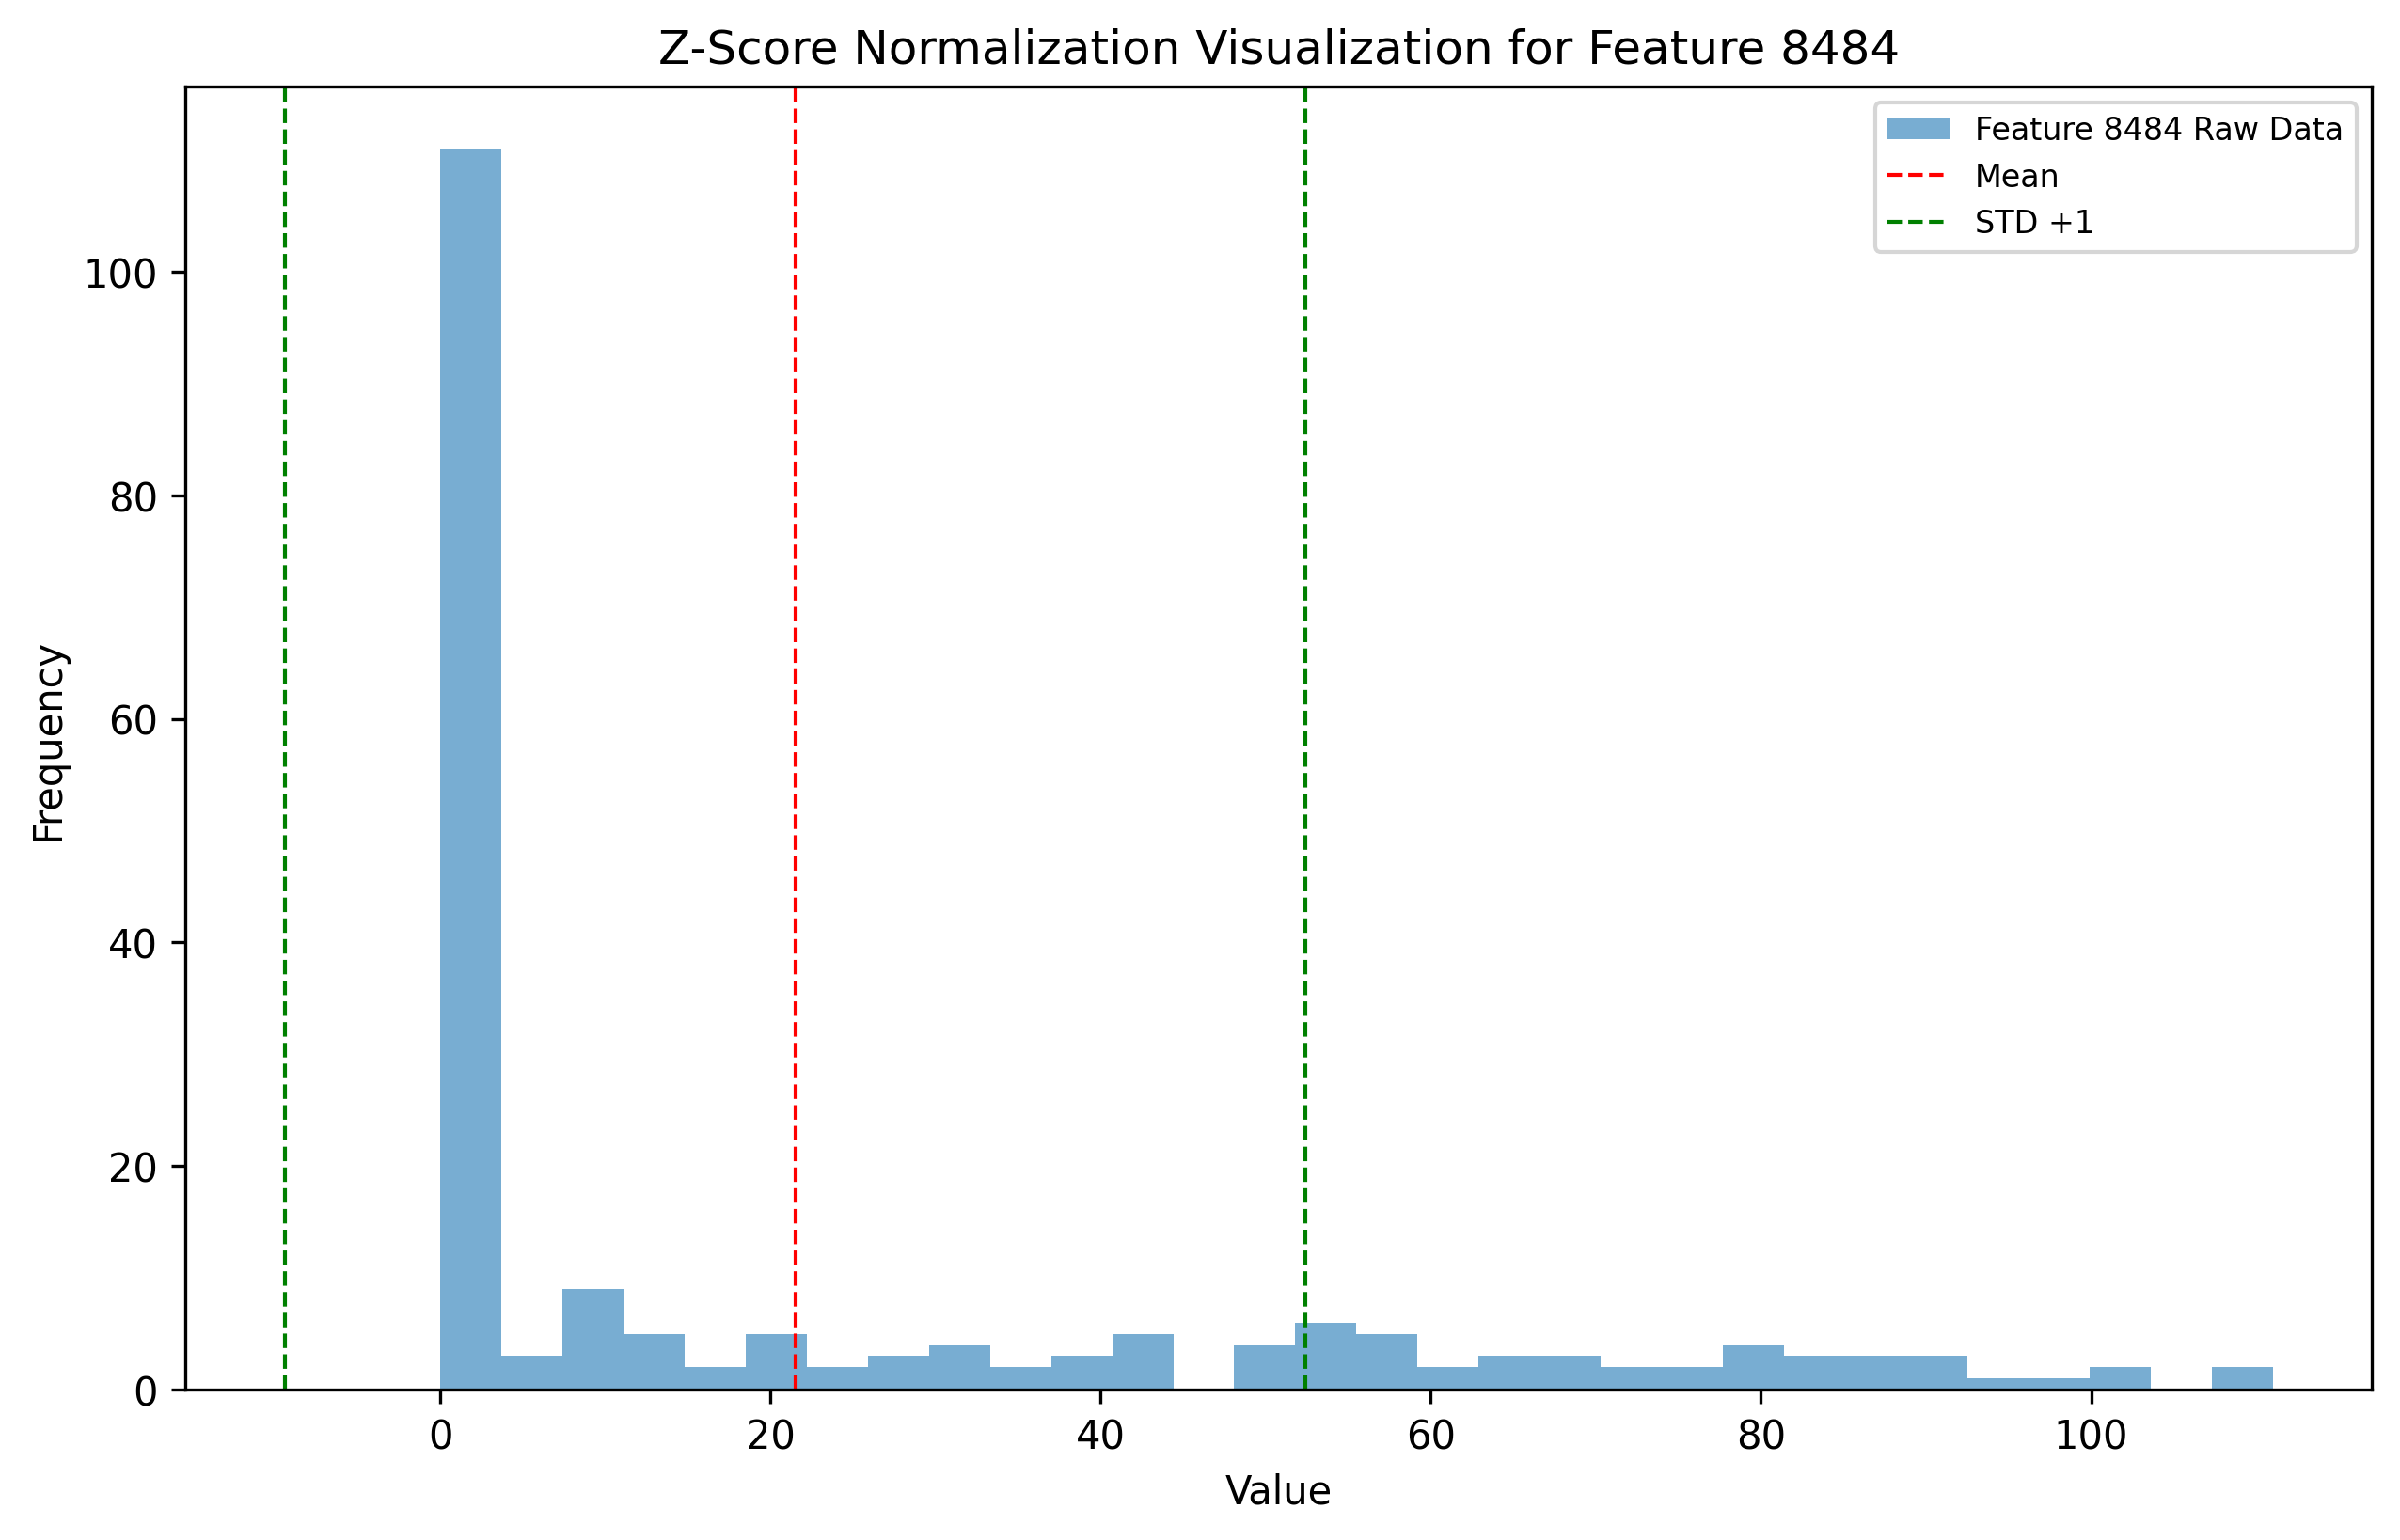 Z-Score Normalization Visualization for Feature 8484
Feature 8484 Raw Data
Mean
STD +1
100
80
60
40
20
0
Frequency
0 20 40 60 80 100
Value